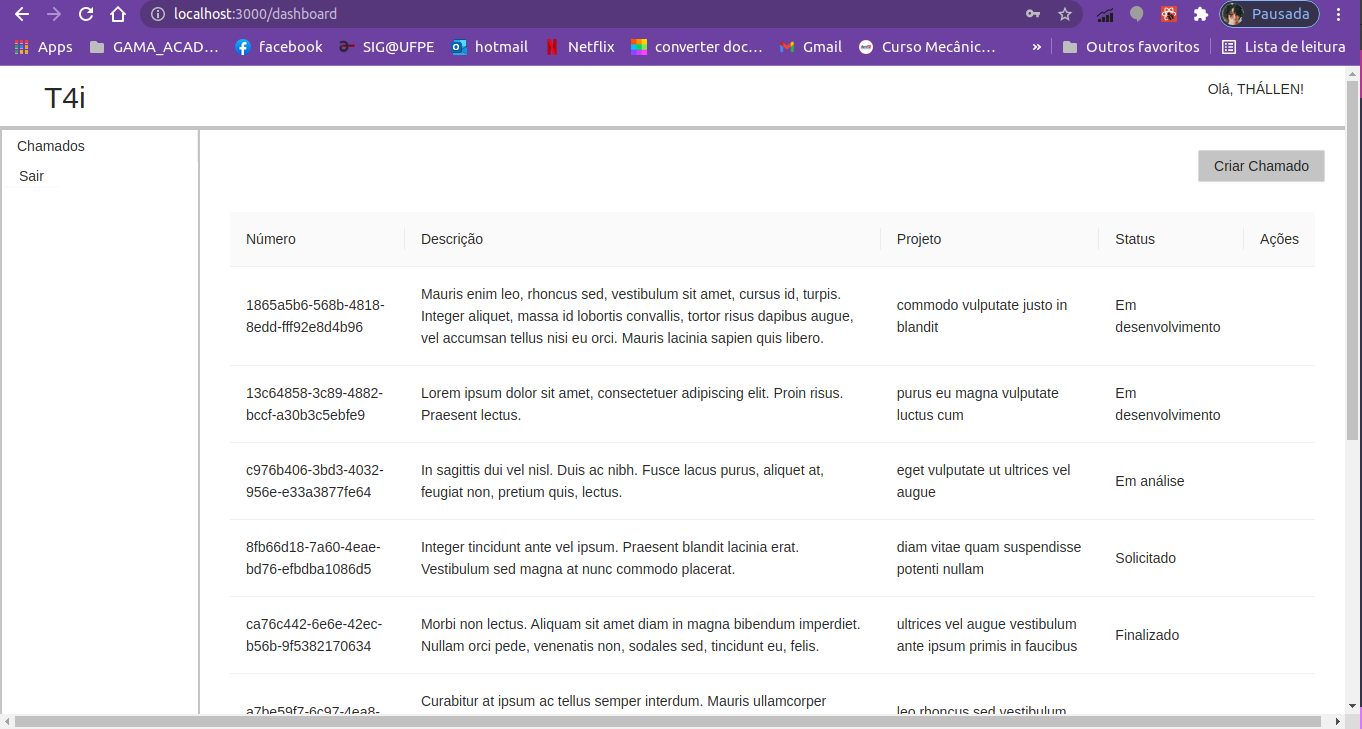 localhost:3000/dashboard
Pausada
Apps GAMA_ACAD... facebook SIG@UFPE hotmail Netflix converter doc... Gmail Curso Mecânic... » Outros favoritos Lista de leitura
T4i
Olá, THÁLLEN!
Chamados
Sair
Criar Chamado
Número Descrição Projeto Status Ações
1865a5b6-568b-4818-
8edd-fff92e8d4b96
Mauris enim leo, rhoncus sed, vestibulum sit amet, cursus id, turpis.
Integer aliquet, massa id lobortis convallis, tortor risus dapibus augue,
vel accumsan tellus nisi eu orci. Mauris lacinia sapien quis libero.
commodo vulputate justo in
blandit
Em
desenvolvimento
13c64858-3c89-4882-
bccf-a30b3c5ebfe9
Lorem ipsum dolor sit amet, consectetuer adipiscing elit. Proin risus.
Praesent lectus.
purus eu magna vulputate
luctus cum
Em
desenvolvimento
c976b406-3bd3-4032-
956e-e33a3877fe64
In sagittis dui vel nisl. Duis ac nibh. Fusce lacus purus, aliquet at,
feugiat non, pretium quis, lectus.
eget vulputate ut ultrices vel
augue
Em análise
8fb66d18-7a60-4eae-
bd76-efbdba1086d5
Integer tincidunt ante vel ipsum. Praesent blandit lacinia erat.
Vestibulum sed magna at nunc commodo placerat.
diam vitae quam suspendisse
potenti nullam
Solicitado
ca76c442-6e6e-42ec-
b56b-9f5382170634
Morbi non lectus. Aliquam sit amet diam in magna bibendum imperdiet.
Nullam orci pede, venenatis non, sodales sed, tincidunt eu, felis.
ultrices vel augue vestibulum
ante ipsum primis in faucibus
Finalizado
a7be59f7-6c97-4ea8-
Curabitur at ipsum ac tellus semper interdum. Mauris ullamcorper
leo rhoncus sed vestibulum